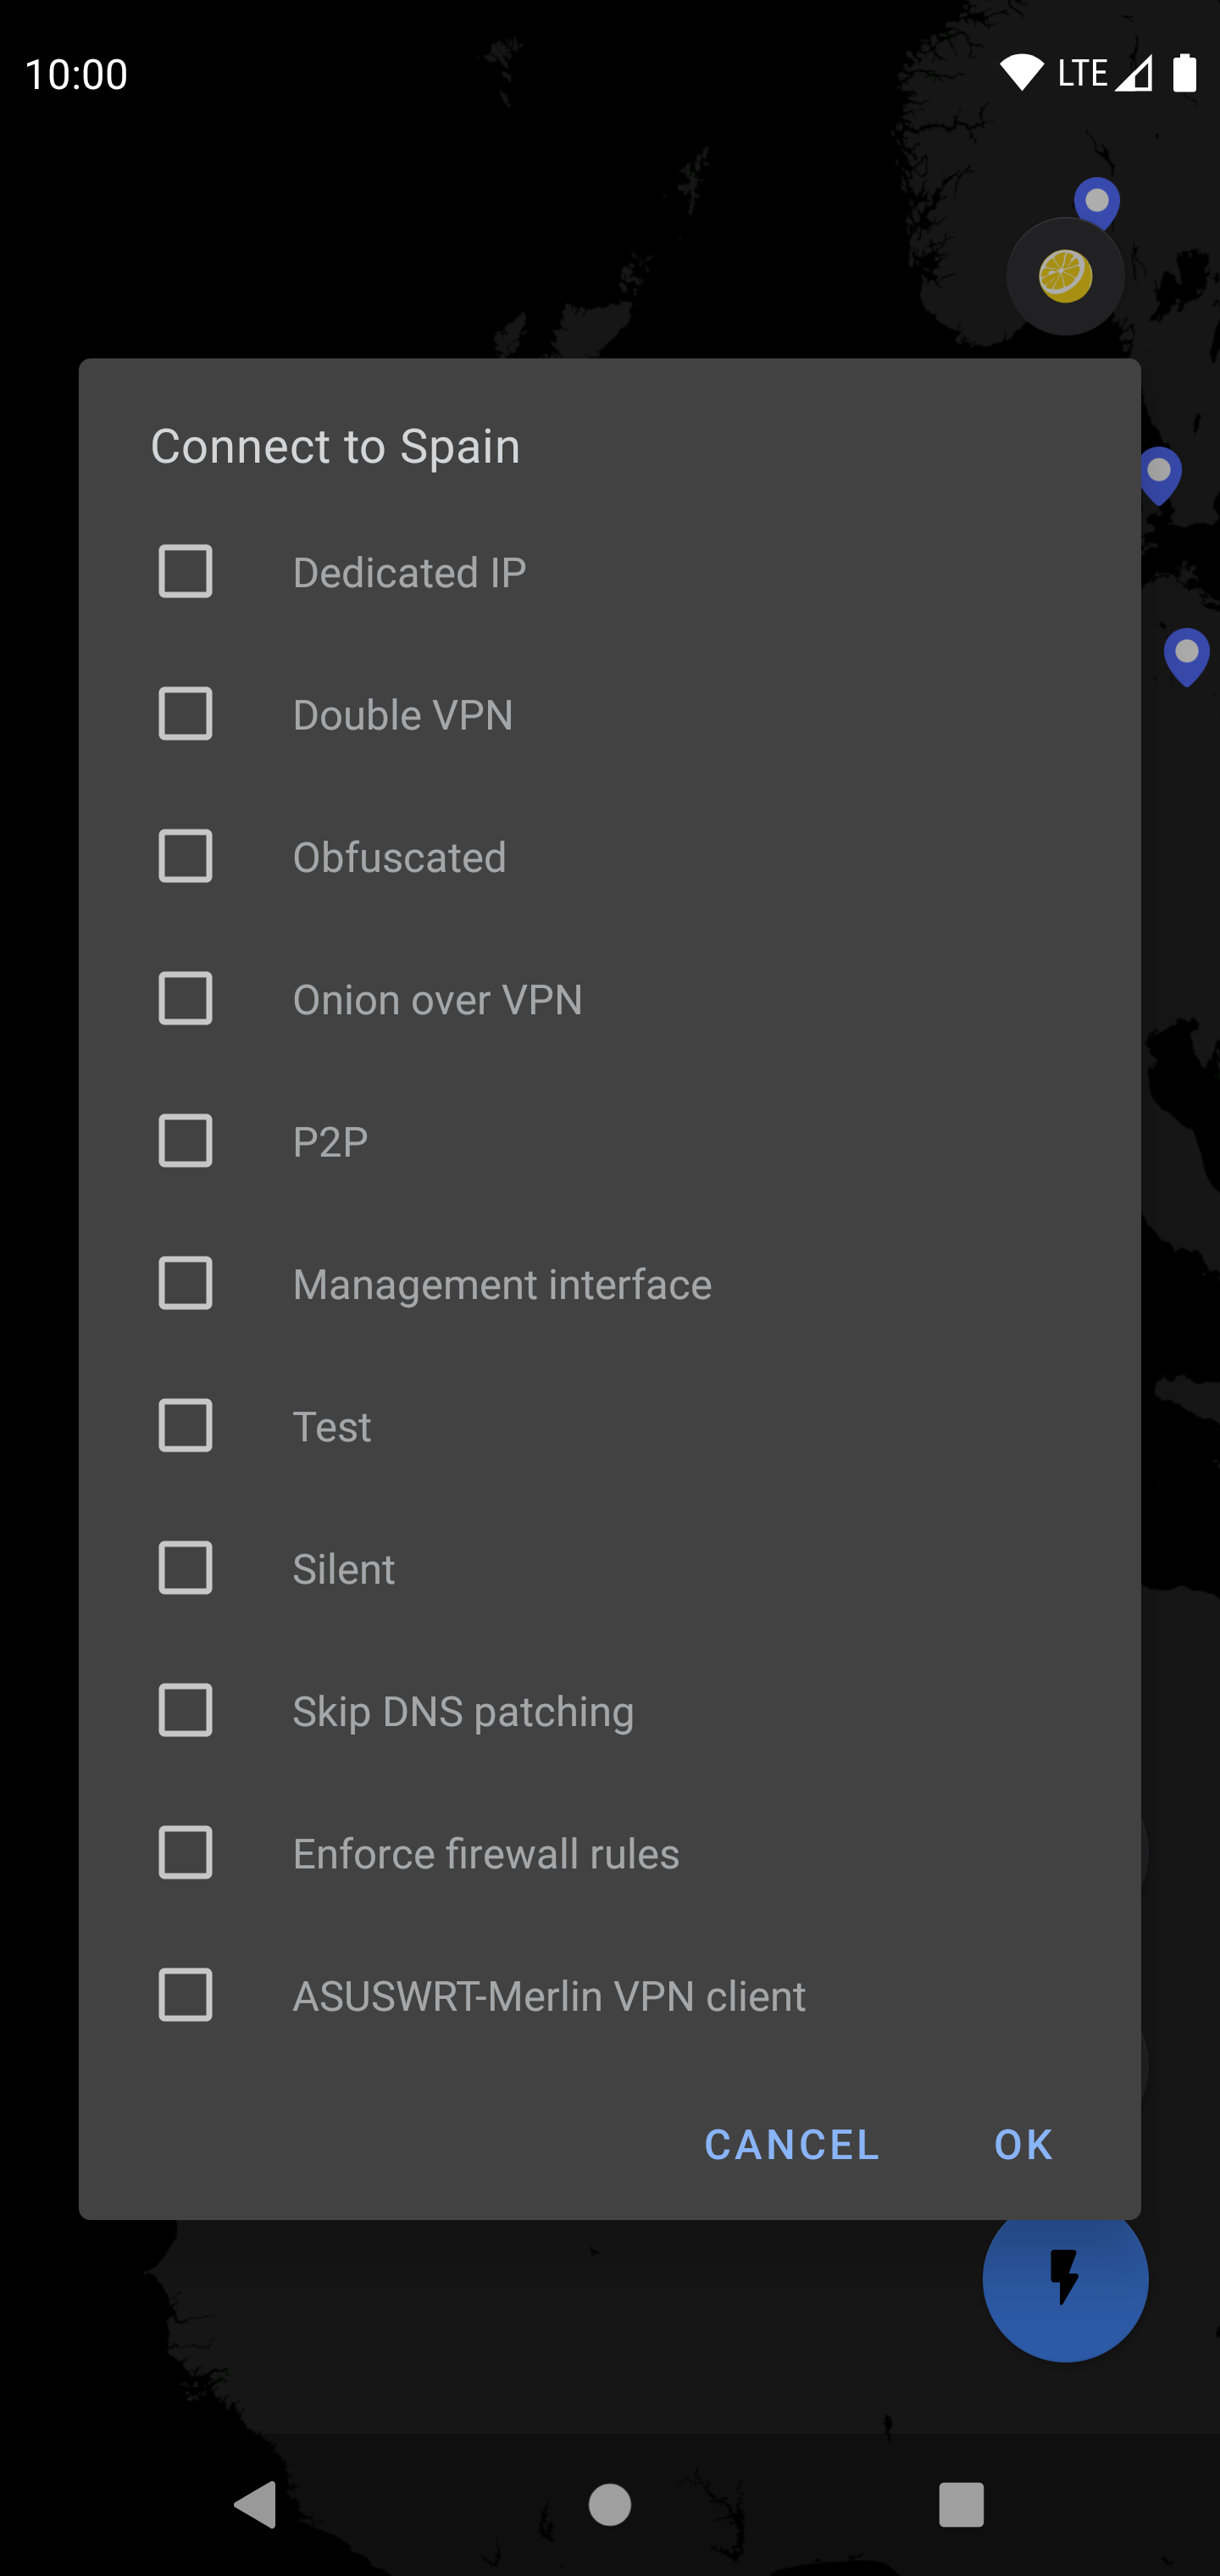 10:00
LTE
Connect to Spain
Dedicated IP
Double VPN
Obfuscated
Onion over VPN
P2P
Management interface
Test
Silent
Skip DNS patching
Enforce firewall rules
ASUSWRT-Merlin VPN client
CANCEL OK